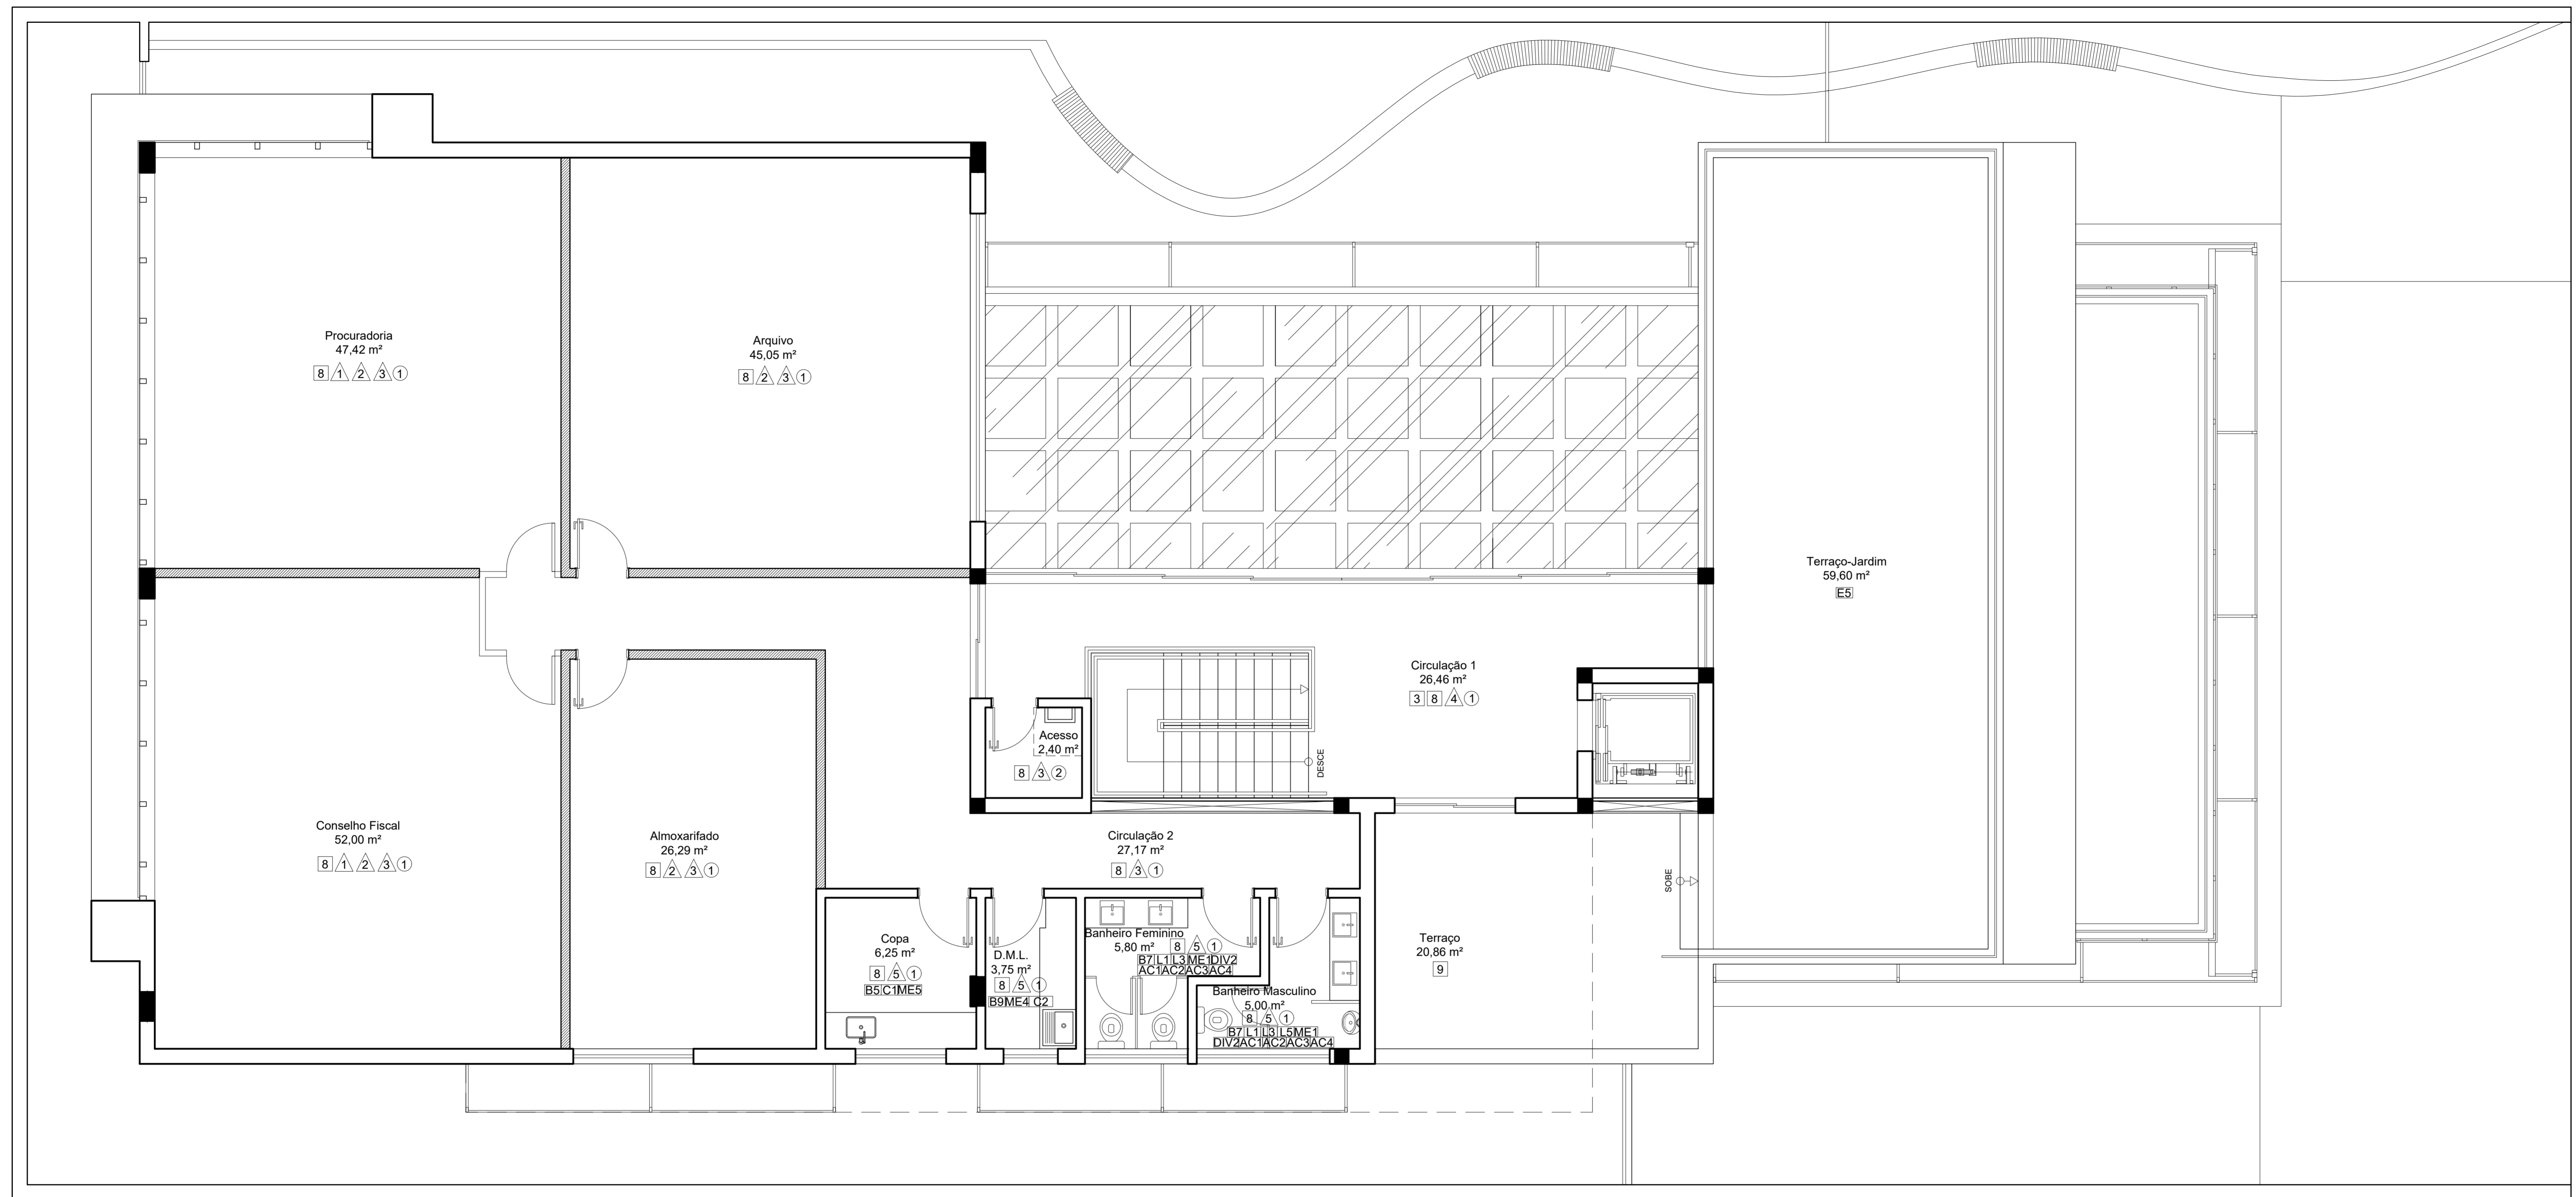 Procuradoria
47,42 m²
8 1 2 3 1
Arquivo
45,05 m²
8 2 3 1
Terraço-Jardim
59,60 m²
E5
Circulação 1
26,46 m²
3 8 4 1
Acesso
2,40 m²
8 3 2
DESCE
Conselho Fiscal
52,00 m²
8 1 2 3 1
Almoxarifado
26,29 m²
8 2 3 1
Circulação 2
27,17 m²
8 3 1
SOBE
Copa
6,25 m²
8 5 1
B5 C1 ME5
D.M.L.
3,75 m²
8 5 1
B9 ME4 C2
Banheiro Feminino
5,80 m² 8 5 1
B7 L1 L3 ME1 DIV2
AC1 AC2 AC3 AC4
Banheiro Masculino
5,00 m²
8 5 1
B7 L1 L3 L5 ME1
DIV2 AC1 AC2 AC3 AC4
Terraço
20,86 m²
9